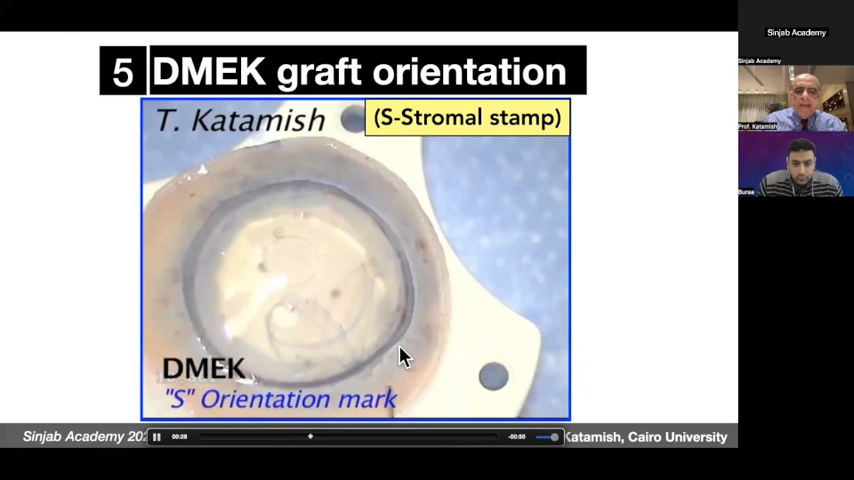 5 DMEK graft orientation
T. Katamish
(S-Stromal stamp)
DMEK
"S" Orientation mark
Sinjab Academy
Katamish, Cairo University
00:28
-00:50
Sinjab Academy
Sinjab Academy
Prof. Katamish
Buraa